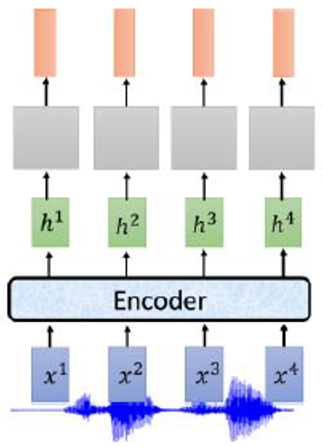 h¹ h² h³ h⁴
Encoder
x¹ x² x³ x⁴